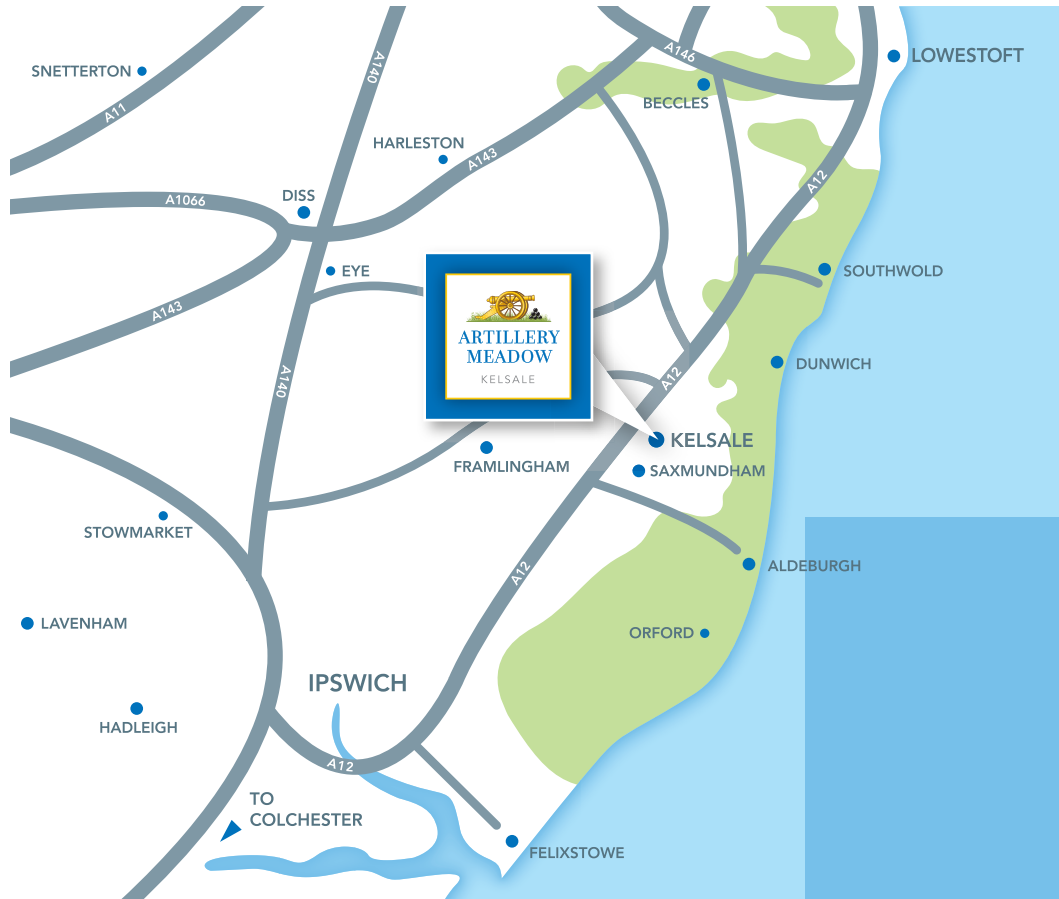 A146
LOWESTOFT
A140
SNETTERTON
BECCLES
A11
HARLESTON
A143
A12
A1066
DISS
EYE
SOUTHWOLD
A143
ARTILLERY
MEADOW
KELSALE
DUNWICH
A140
A12
KELSALE
FRAMLINGHAM
SAXMUNDHAM
STOWMARKET
A12
ALDEBURGH
LAVENHAM
ORFORD
IPSWICH
HADLEIGH
A12
TO
COLCHESTER
FELIXSTOWE